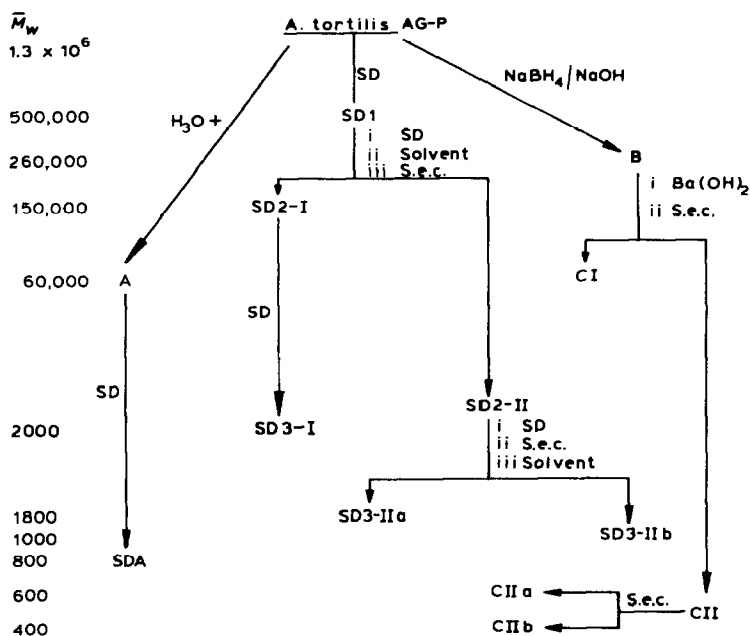 M̄w
1.3 x 10⁶
A. tortilis AG-P
SD
NaBH₄/NaOH
H₃O+
500,000
SD1
i SD
ii Solvent
iii S.e.c.
260,000
B
i Ba(OH)₂
ii S.e.c.
150,000
SD2-I
CI
60,000
A
SD
SD
SD2-II
i SD
ii S.e.c.
iii Solvent
2000
SD3-I
1800
SD3-IIa
SD3-IIb
1000
800
SDA
600
CIIa
S.e.c.
CII
400
CIIb